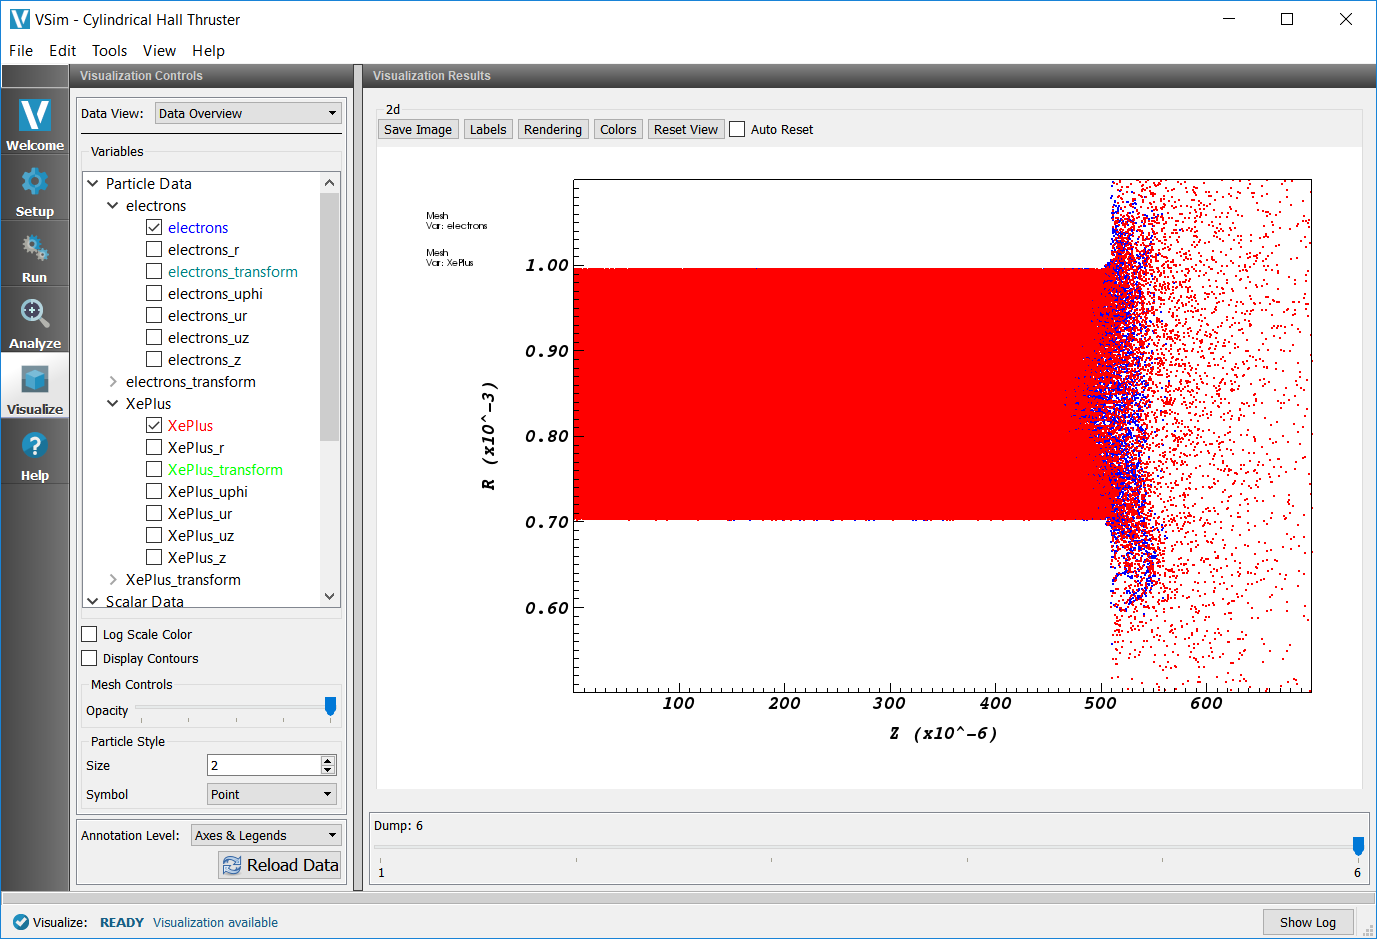 VSim - Cylindrical Hall Thruster
File Edit Tools View Help
Visualization Controls
Visualization Results
Welcome
Setup
Run
Analyze
Visualize
Help
Data View: Data Overview
Variables
Particle Data
electrons
electrons
electrons_r
electrons_transform
electrons_uphi
electrons_ur
electrons_uz
electrons_z
electrons_transform
XePlus
XePlus
XePlus_r
XePlus_transform
XePlus_uphi
XePlus_ur
XePlus_uz
XePlus_z
XePlus_transform
Scalar Data
Log Scale Color
Display Contours
Mesh Controls
Opacity
Particle Style
Size 2
Symbol Point
Annotation Level: Axes & Legends
Reload Data
2d
Save Image Labels Rendering Colors Reset View Auto Reset
Mesh
Var: electrons
Mesh
Var: XePlus
1.00
0.90
0.80
0.70
0.60
R (x10^-3)
100 200 300 400 500 600
Z (x10^-6)
Dump: 6
1 6
Visualize: READY Visualization available
Show Log